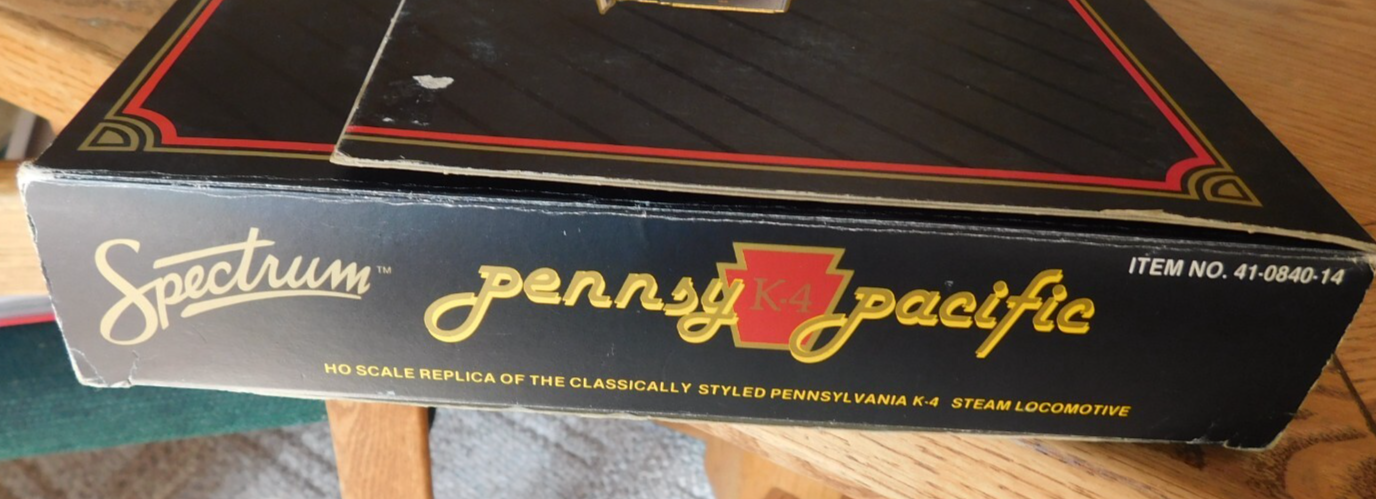 Spectrum™
pennsy K-4 pacific
ITEM NO. 41-0840-14
HO SCALE REPLICA OF THE CLASSICALLY STYLED PENNSYLVANIA K-4 STEAM LOCOMOTIVE